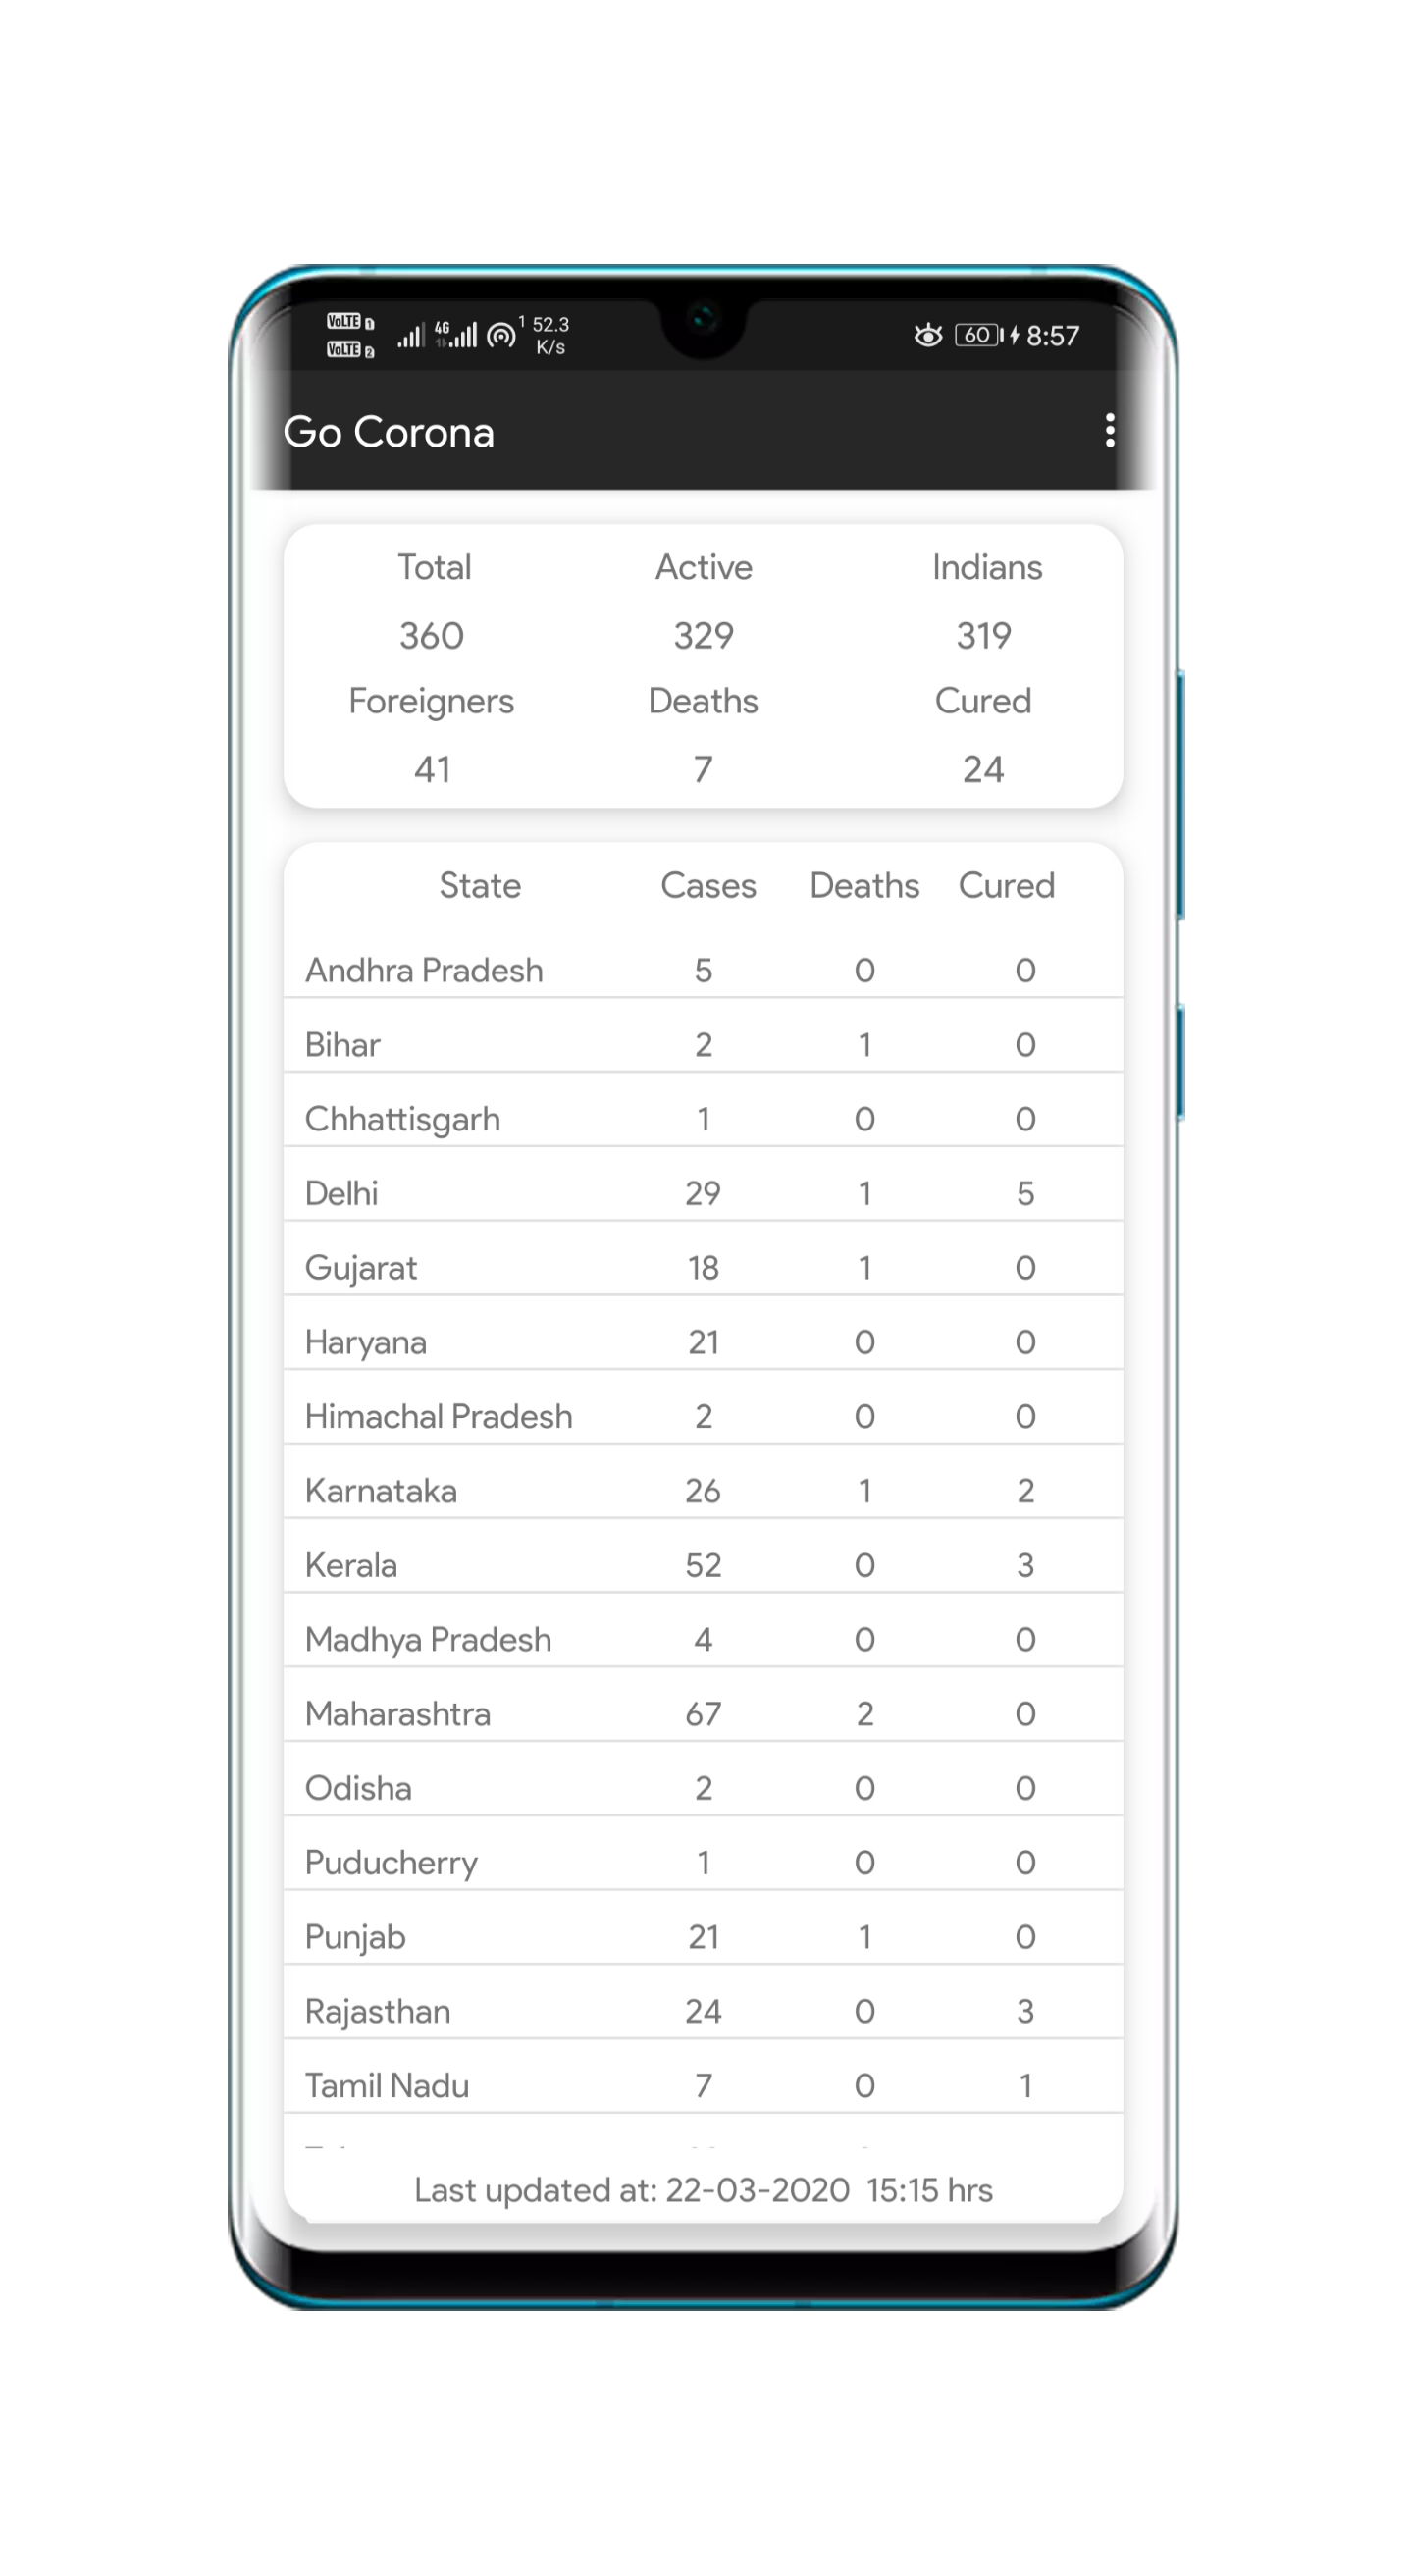 VoLTE 1 4G 1 52.3 60 8:57
VoLTE 2 K/s
Go Corona
Total Active Indians
360 329 319
Foreigners Deaths Cured
41 7 24
State Cases Deaths Cured
Andhra Pradesh 5 0 0
Bihar 2 1 0
Chhattisgarh 1 0 0
Delhi 29 1 5
Gujarat 18 1 0
Haryana 21 0 0
Himachal Pradesh 2 0 0
Karnataka 26 1 2
Kerala 52 0 3
Madhya Pradesh 4 0 0
Maharashtra 67 2 0
Odisha 2 0 0
Puducherry 1 0 0
Punjab 21 1 0
Rajasthan 24 0 3
Tamil Nadu 7 0 1
Last updated at: 22-03-2020 15:15 hrs